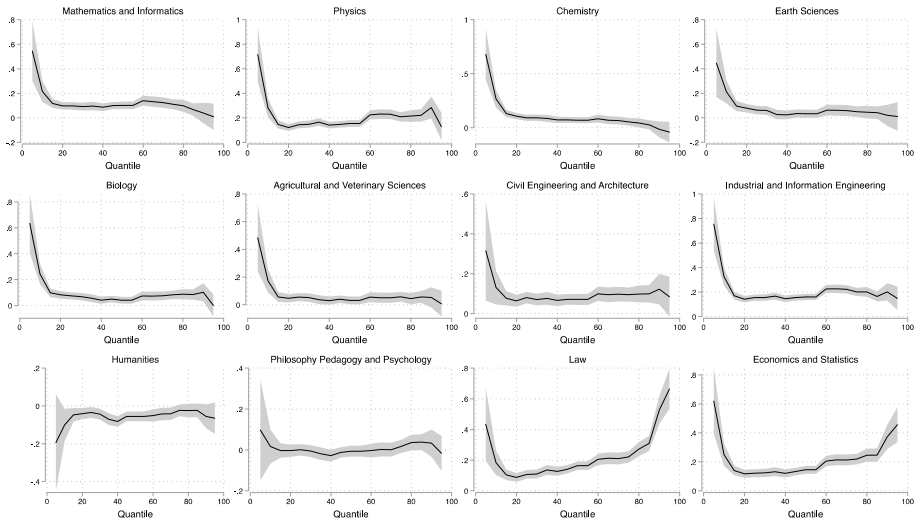 Mathematics and Informatics
.8
.6
.4
.2
0
-.2
0 20 40 60 80 100
Quantile
Physics
1
.8
.6
.4
.2
0
0 20 40 60 80 100
Quantile
Chemistry
1
.5
0
0 20 40 60 80 100
Quantile
Earth Sciences
.8
.6
.4
.2
0
-.2
0 20 40 60 80 100
Quantile
Biology
.8
.6
.4
.2
0
0 20 40 60 80 100
Quantile
Agricultural and Veterinary Sciences
.8
.6
.4
.2
0
0 20 40 60 80 100
Quantile
Civil Engineering and Architecture
.6
.4
.2
0
0 20 40 60 80 100
Quantile
Industrial and Information Engineering
1
.8
.6
.4
.2
0
0 20 40 60 80 100
Quantile
Humanities
.2
0
-.2
-.4
0 20 40 60 80 100
Quantile
Philosophy Pedagogy and Psychology
.4
.2
0
-.2
0 20 40 60 80 100
Quantile
Law
.8
.6
.4
.2
0
0 20 40 60 80 100
Quantile
Economics and Statistics
.8
.6
.4
.2
0
0 20 40 60 80 100
Quantile